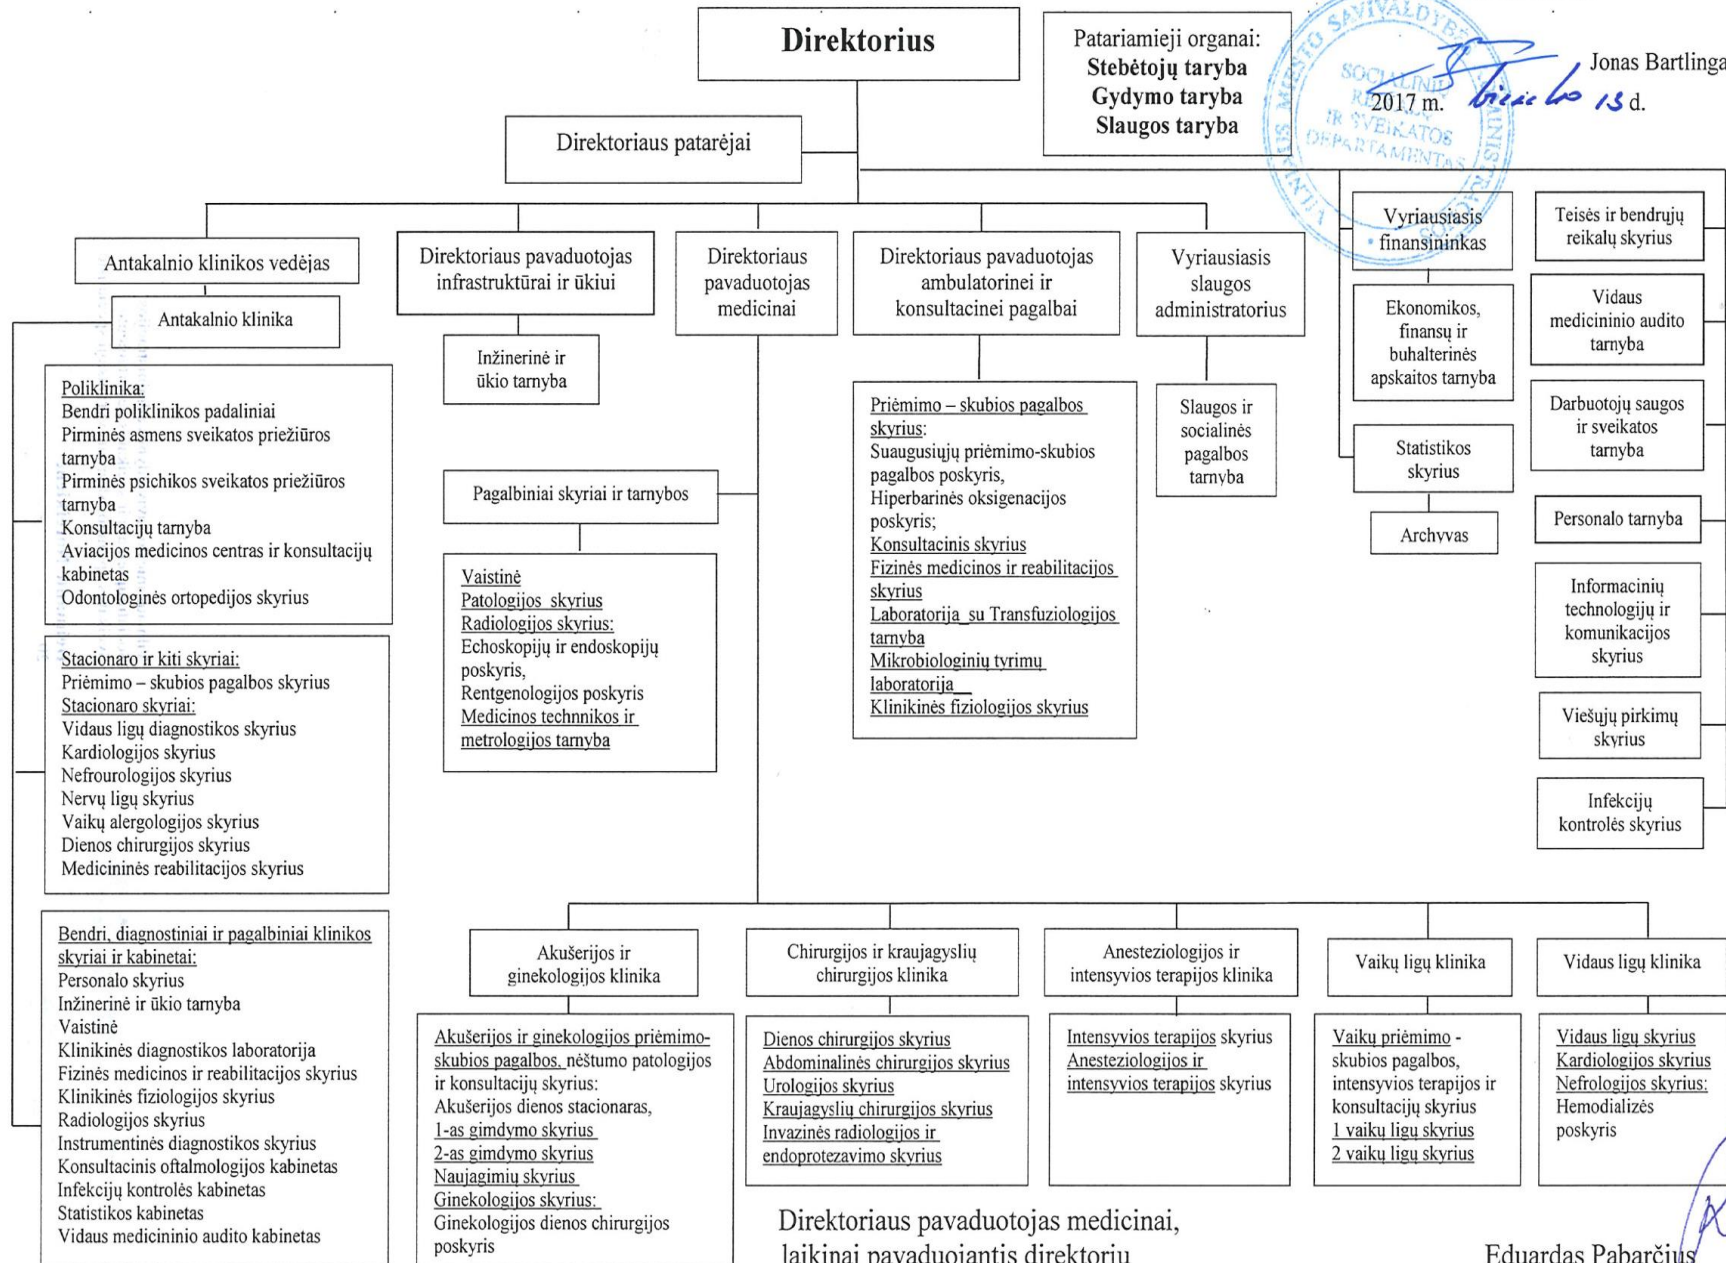 Direktorius
Patariamieji organai:
Stebėtojų taryba
Gydymo taryba
Slaugos taryba
Jonas Bartlinga
2017 m.
13 d.
VILNIAUS MIESTO SAVIVALDYBĖS
SOCIALINIŲ
IR SVEIKATOS
DEPARTAMENTAS
Direktoriaus patarėjai
Antakalnio klinikos vedėjas
Antakalnio klinika
Poliklinika:
Bendri poliklinikos padaliniai
Pirminės asmens sveikatos priežiūros
tarnyba
Pirminės psichikos sveikatos priežiūros
tarnyba
Konsultacijų tarnyba
Aviacijos medicinos centras ir konsultacijų
kabinetas
Odontologinės ortopedijos skyrius
Stacionaro ir kiti skyriai:
Priėmimo – skubios pagalbos skyrius
Stacionaro skyriai:
Vidaus ligų diagnostikos skyrius
Kardiologijos skyrius
Nefrourologijos skyrius
Nervų ligų skyrius
Vaikų alergologijos skyrius
Dienos chirurgijos skyrius
Medicininės reabilitacijos skyrius
Bendri, diagnostiniai ir pagalbiniai klinikos
skyriai ir kabinetai:
Personalo skyrius
Inžinerinė ir ūkio tarnyba
Vaistinė
Klinikinės diagnostikos laboratorija
Fizinės medicinos ir reabilitacijos skyrius
Klinikinės fiziologijos skyrius
Radiologijos skyrius
Instrumentinės diagnostikos skyrius
Konsultacinis oftalmologijos kabinetas
Infekcijų kontrolės kabinetas
Statistikos kabinetas
Vidaus medicininio audito kabinetas
Direktoriaus pavaduotojas
infrastruktūrai ir ūkiui
Inžinerinė ir
ūkio tarnyba
Direktoriaus
pavaduotojas
medicinai
Pagalbiniai skyriai ir tarnybos
Vaistinė
Patologijos skyrius
Radiologijos skyrius:
Echoskopijų ir endoskopijų
poskyris,
Rentgenologijos poskyris
Medicinos technnikos ir
metrologijos tarnyba
Direktoriaus pavaduotojas
ambulatorinei ir
konsultacinei pagalbai
Priėmimo – skubios pagalbos
skyrius:
Suaugusiųjų priėmimo-skubios
pagalbos poskyris,
Hiperbarinės oksigenacijos
poskyris;
Konsultacinis skyrius
Fizinės medicinos ir reabilitacijos
skyrius
Laboratorija su Transfuziologijos
tarnyba
Mikrobiologinių tyrimų
laboratorija
Klinikinės fiziologijos skyrius
Vyriausiasis
slaugos
administratorius
Slaugos ir
socialinės
pagalbos
tarnyba
Vyriausiasis
finansininkas
Ekonomikos,
finansų ir
buhalterinės
apskaitos tarnyba
Statistikos
skyrius
Archyvas
Teisės ir bendrųjų
reikalų skyrius
Vidaus
medicininio audito
tarnyba
Darbuotojų saugos
ir sveikatos
tarnyba
Personalo tarnyba
Informacinių
technologijų ir
komunikacijos
skyrius
Viešųjų pirkimų
skyrius
Infekcijų
kontrolės skyrius
Akušerijos ir
ginekologijos klinika
Akušerijos ir ginekologijos priėmimo-
skubios pagalbos, nėštumo patologijos
ir konsultacijų skyrius:
Akušerijos dienos stacionaras,
1-as gimdymo skyrius
2-as gimdymo skyrius
Naujagimių skyrius
Ginekologijos skyrius:
Ginekologijos dienos chirurgijos
poskyris
Chirurgijos ir kraujagyslių
chirurgijos klinika
Dienos chirurgijos skyrius
Abdominalinės chirurgijos skyrius
Urologijos skyrius
Kraujagyslių chirurgijos skyrius
Invazinės radiologijos ir
endoprotezavimo skyrius
Anesteziologijos ir
intensyvios terapijos klinika
Intensyvios terapijos skyrius
Anesteziologijos ir
intensyvios terapijos skyrius
Vaikų ligų klinika
Vaikų priėmimo -
skubios pagalbos,
intensyvios terapijos ir
konsultacijų skyrius
1 vaikų ligų skyrius
2 vaikų ligų skyrius
Vidaus ligų klinika
Vidaus ligų skyrius
Kardiologijos skyrius
Nefrologijos skyrius:
Hemodializės
poskyris
Direktoriaus pavaduotojas medicinai,
laikinai pavaduojantis direktorių
Eduardas Pabarčius